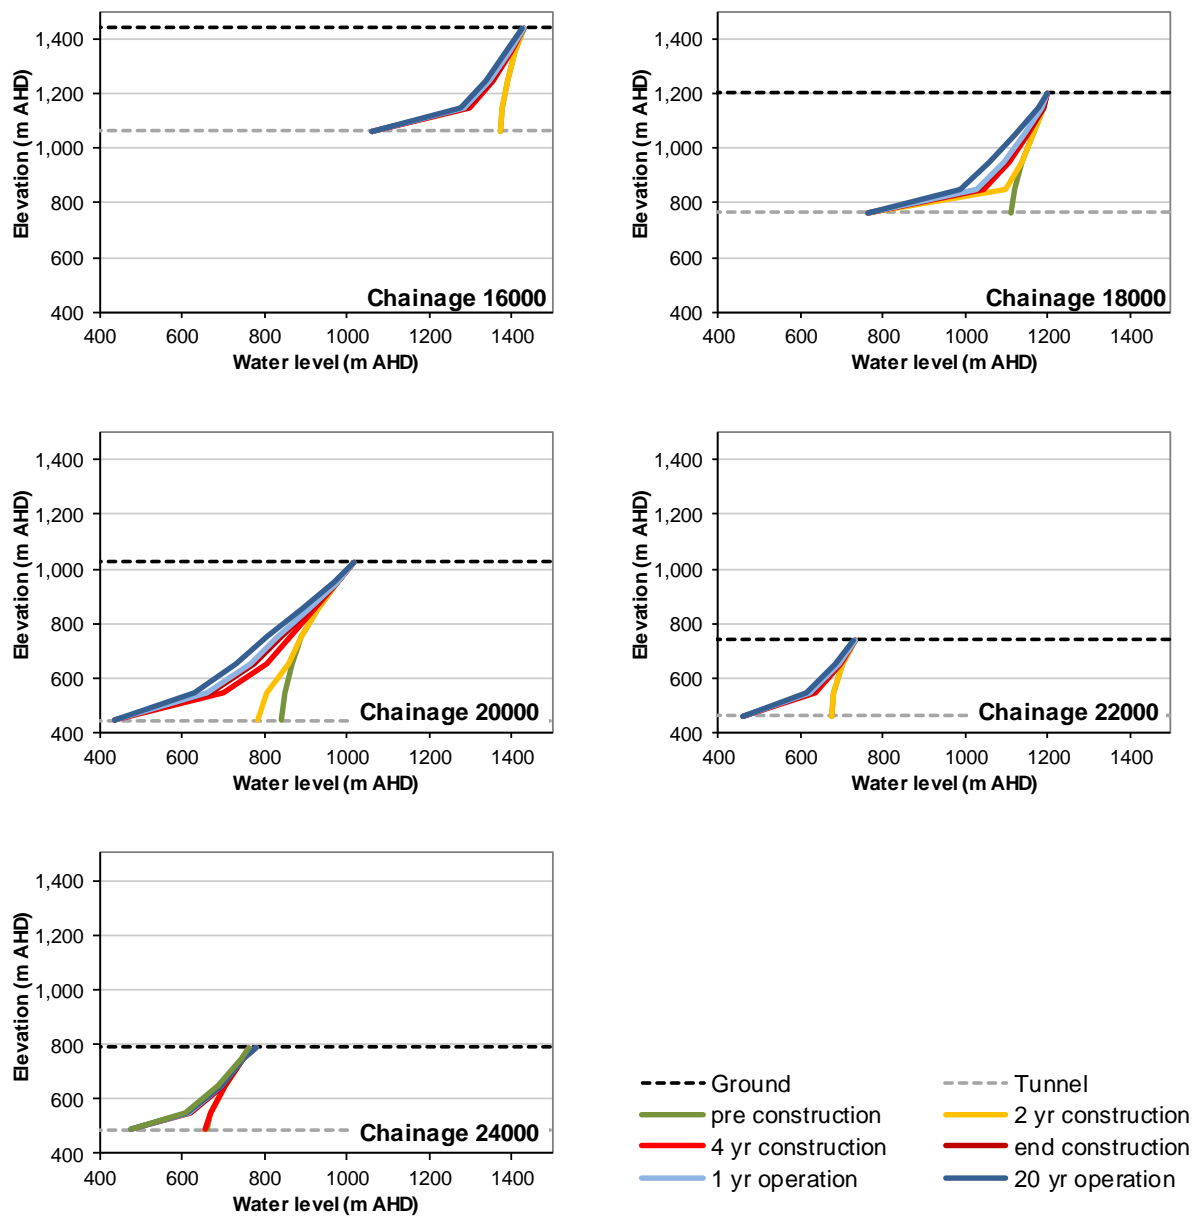 1,400
1,200
1,000
800
600
400
Elevation (m AHD)
Chainage 16000
400 600 800 1000 1200 1400
Water level (m AHD)
1,400
1,200
1,000
800
600
400
Elevation (m AHD)
Chainage 18000
400 600 800 1000 1200 1400
Water level (m AHD)
1,400
1,200
1,000
800
600
400
Elevation (m AHD)
Chainage 20000
400 600 800 1000 1200 1400
Water level (m AHD)
1,400
1,200
1,000
800
600
400
Elevation (m AHD)
Chainage 22000
400 600 800 1000 1200 1400
Water level (m AHD)
1,400
1,200
1,000
800
600
400
Elevation (m AHD)
Chainage 24000
400 600 800 1000 1200 1400
Water level (m AHD)
Ground Tunnel
pre construction 2 yr construction
4 yr construction end construction
1 yr operation 20 yr operation